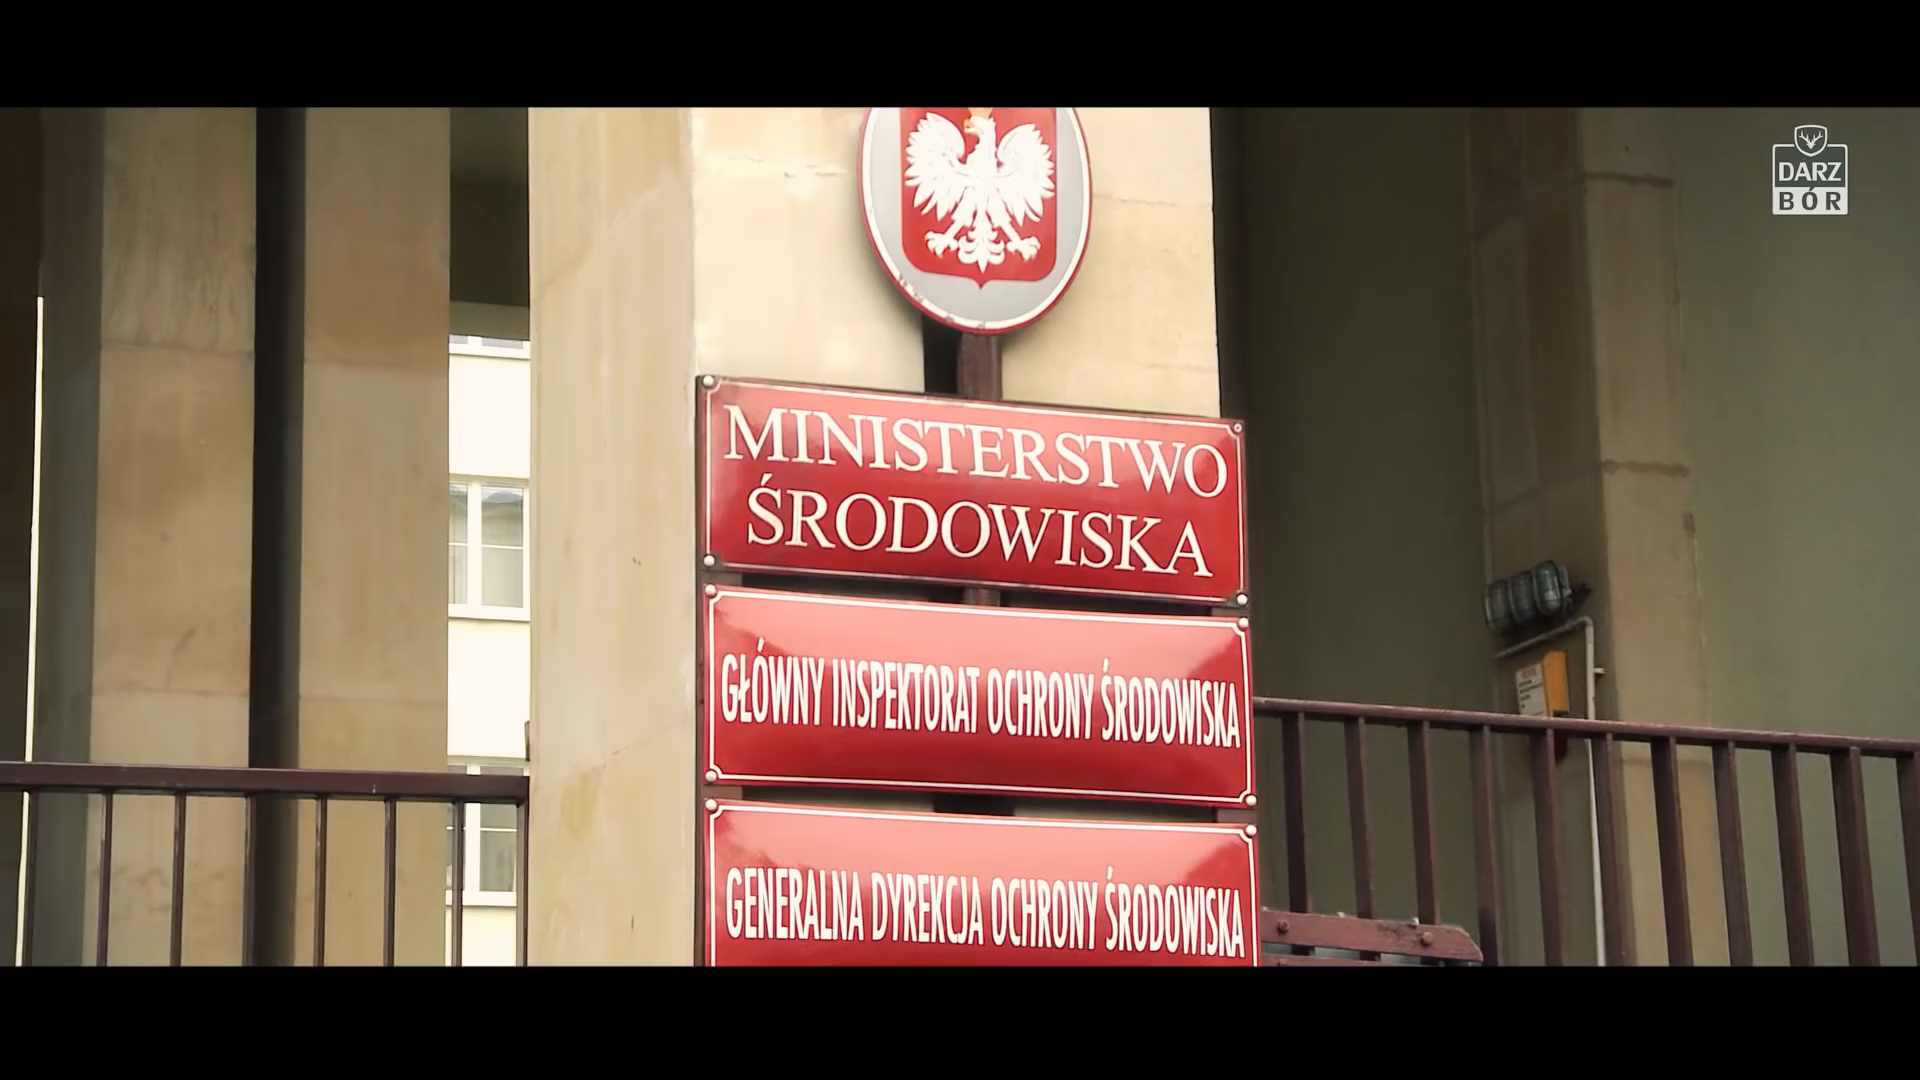 DARZ
BÓR
MINISTERSTWO
ŚRODOWISKA
GŁÓWNY INSPEKTORAT OCHRONY ŚRODOWISKA
GENERALNA DYREKCJA OCHRONY ŚRODOWISKA